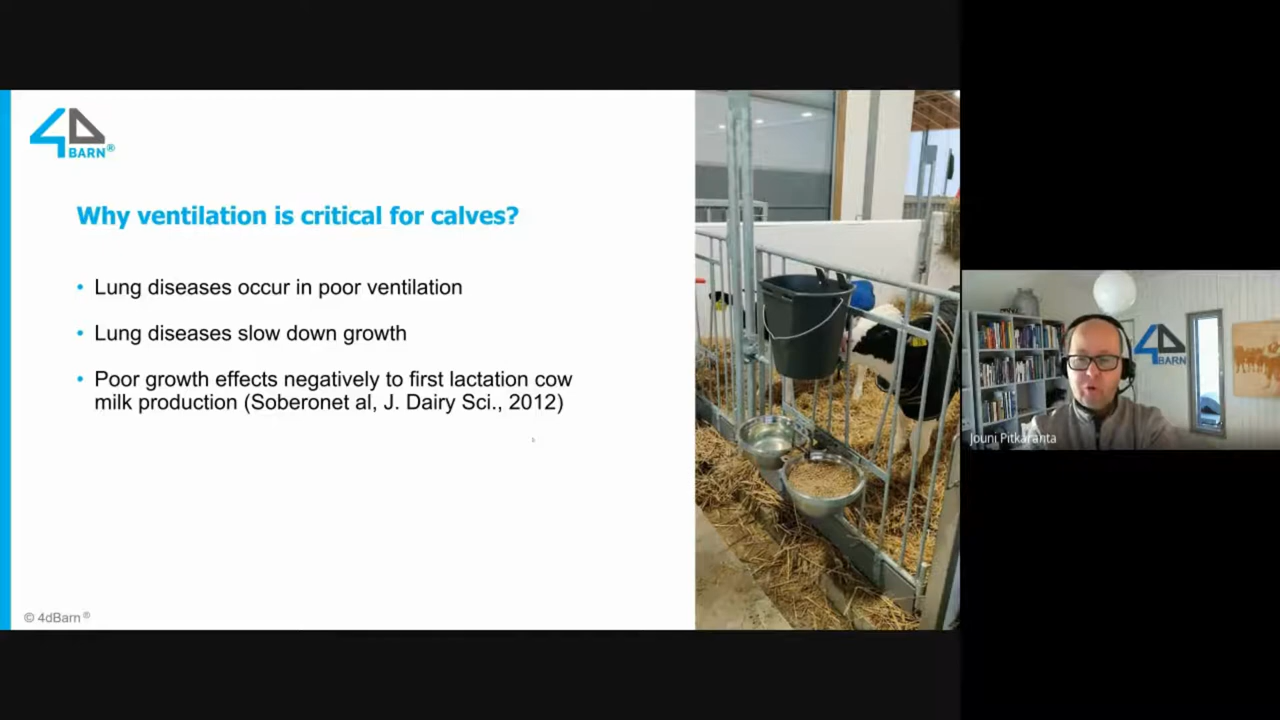 4D
BARN®
Why ventilation is critical for calves?
• Lung diseases occur in poor ventilation
• Lung diseases slow down growth
• Poor growth effects negatively to first lactation cow
milk production (Soberonet al, J. Dairy Sci., 2012)
© 4dBarn ®
4D
BARN
Jouni Pitkäranta